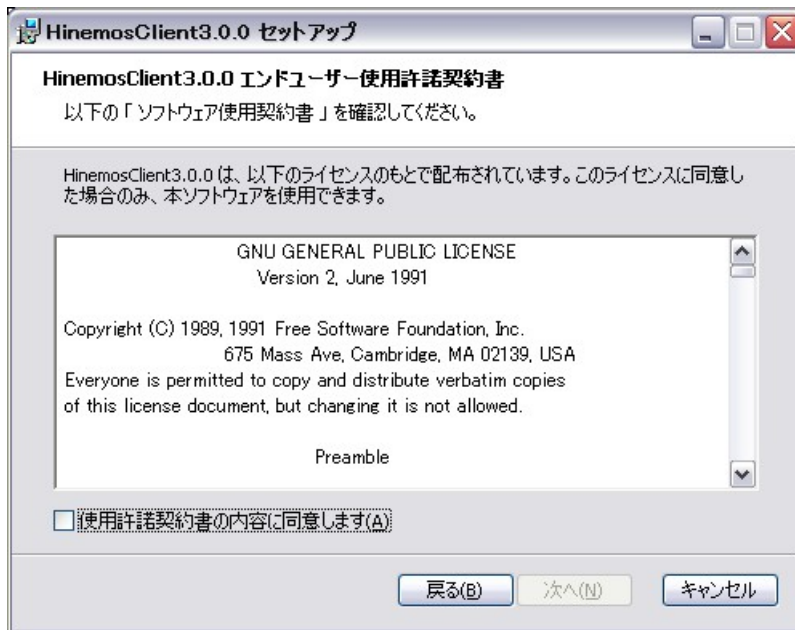 HinemosClient3.0.0 セットアップ
HinemosClient3.0.0 エンドユーザー使用許諾契約書
以下の「 ソフトウェア使用契約書 」を確認してください。
HinemosClient3.0.0 は、以下のライセンスのもとで配布されています。このライセンスに同意し
た場合のみ、本ソフトウェアを使用できます。
GNU GENERAL PUBLIC LICENSE
Version 2, June 1991
Copyright (C) 1989, 1991 Free Software Foundation, Inc.
675 Mass Ave, Cambridge, MA 02139, USA
Everyone is permitted to copy and distribute verbatim copies
of this license document, but changing it is not allowed.
Preamble
使用許諾契約書の内容に同意します(A)
戻る(B) 次へ(N) キャンセル